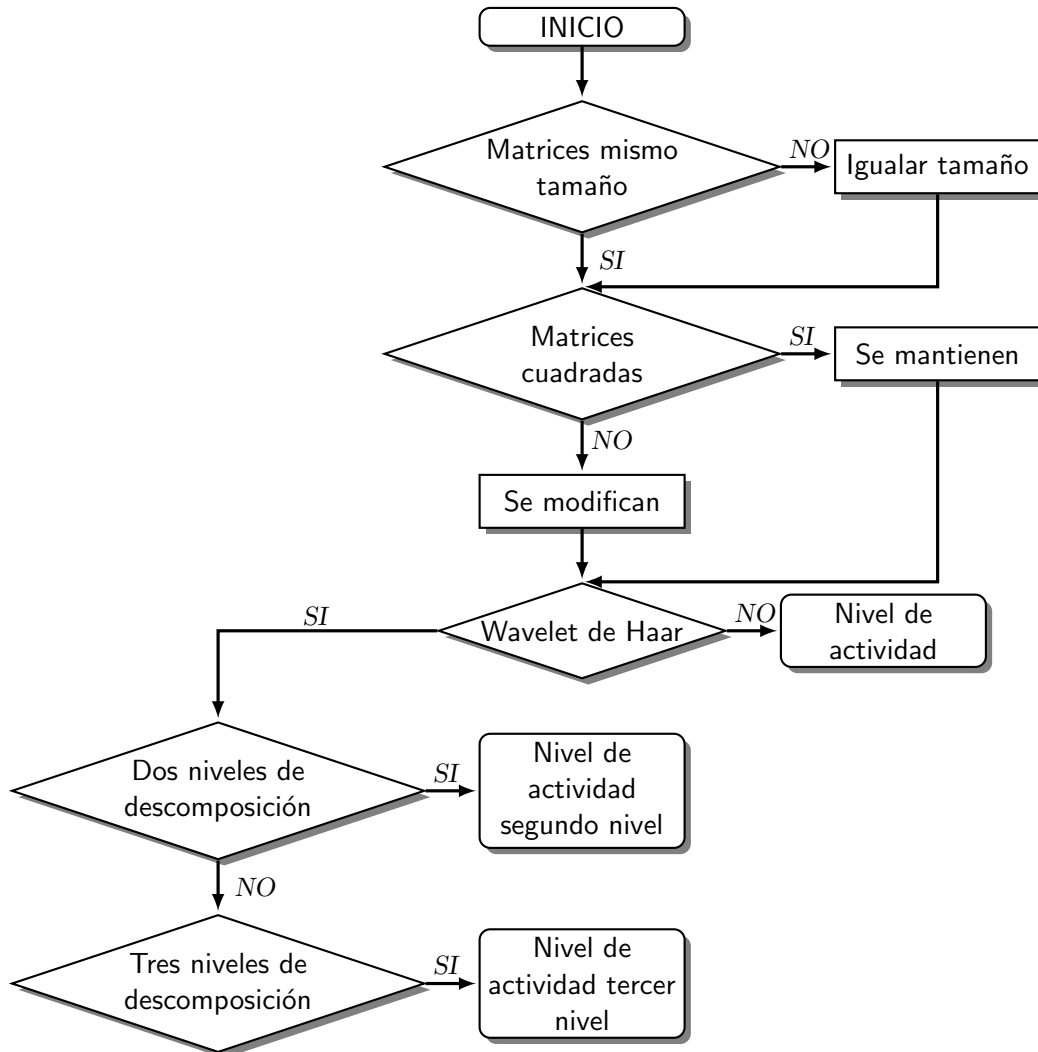 INICIO
Matrices mismo
tamaño
NO
Igualar tamaño
SI
Matrices
cuadradas
SI
Se mantienen
NO
Se modifican
Wavelet de Haar
NO
Nivel de
actividad
SI
Dos niveles de
descomposición
SI
Nivel de
actividad
segundo nivel
NO
Tres niveles de
descomposición
SI
Nivel de
actividad tercer
nivel